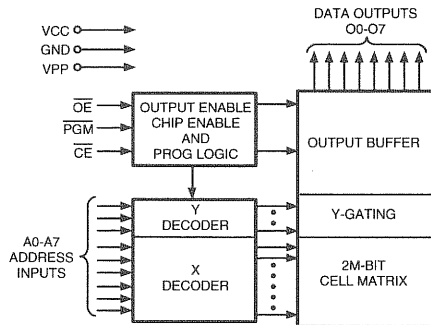 DATA OUTPUTS
O0-O7
VCC
GND
VPP
OE
PGM
CE
OUTPUT ENABLE
CHIP ENABLE
AND
PROG LOGIC
OUTPUT BUFFER
A0-A7
ADDRESS
INPUTS
Y
DECODER
Y-GATING
X
DECODER
2M-BIT
CELL MATRIX